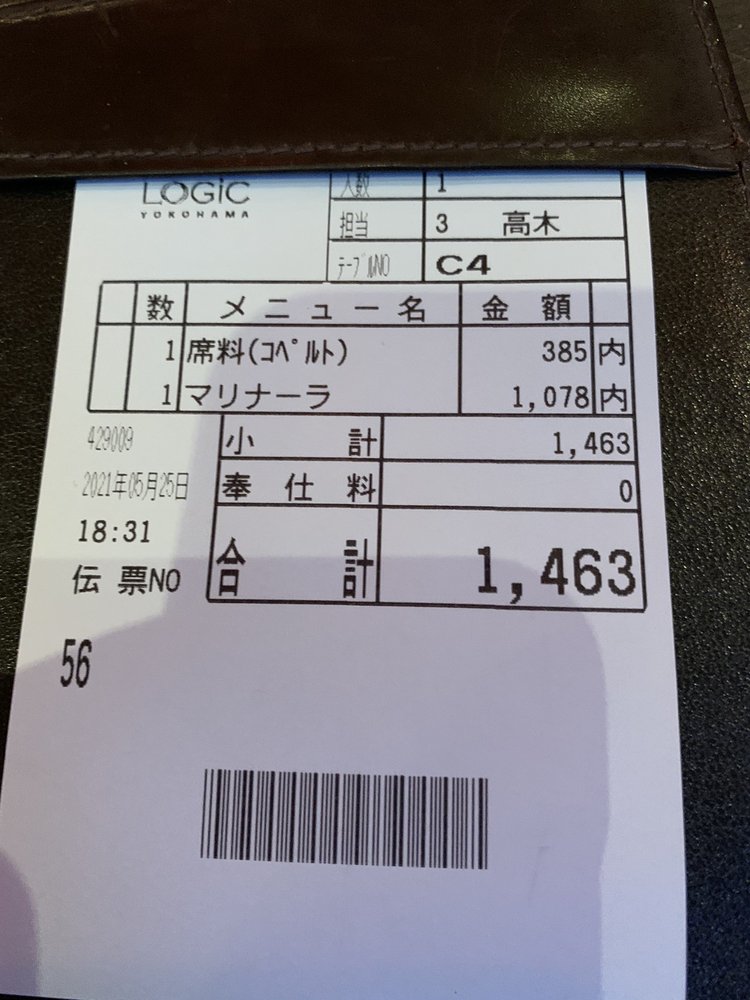 LOGiC
YOKOHAMA
人数 1
担当 3 高木
テーブルNO C4
数 メニュー名 金額
1 席料(コペルト) 385 内
1 マリナーラ 1,078 内
429009
小計 1,463
2021年05月25日
奉仕料 0
18:31
合計 1,463
伝票NO
56